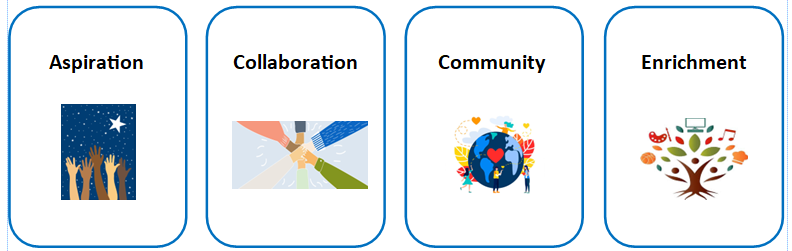 Aspiration
Collaboration
Community
Enrichment